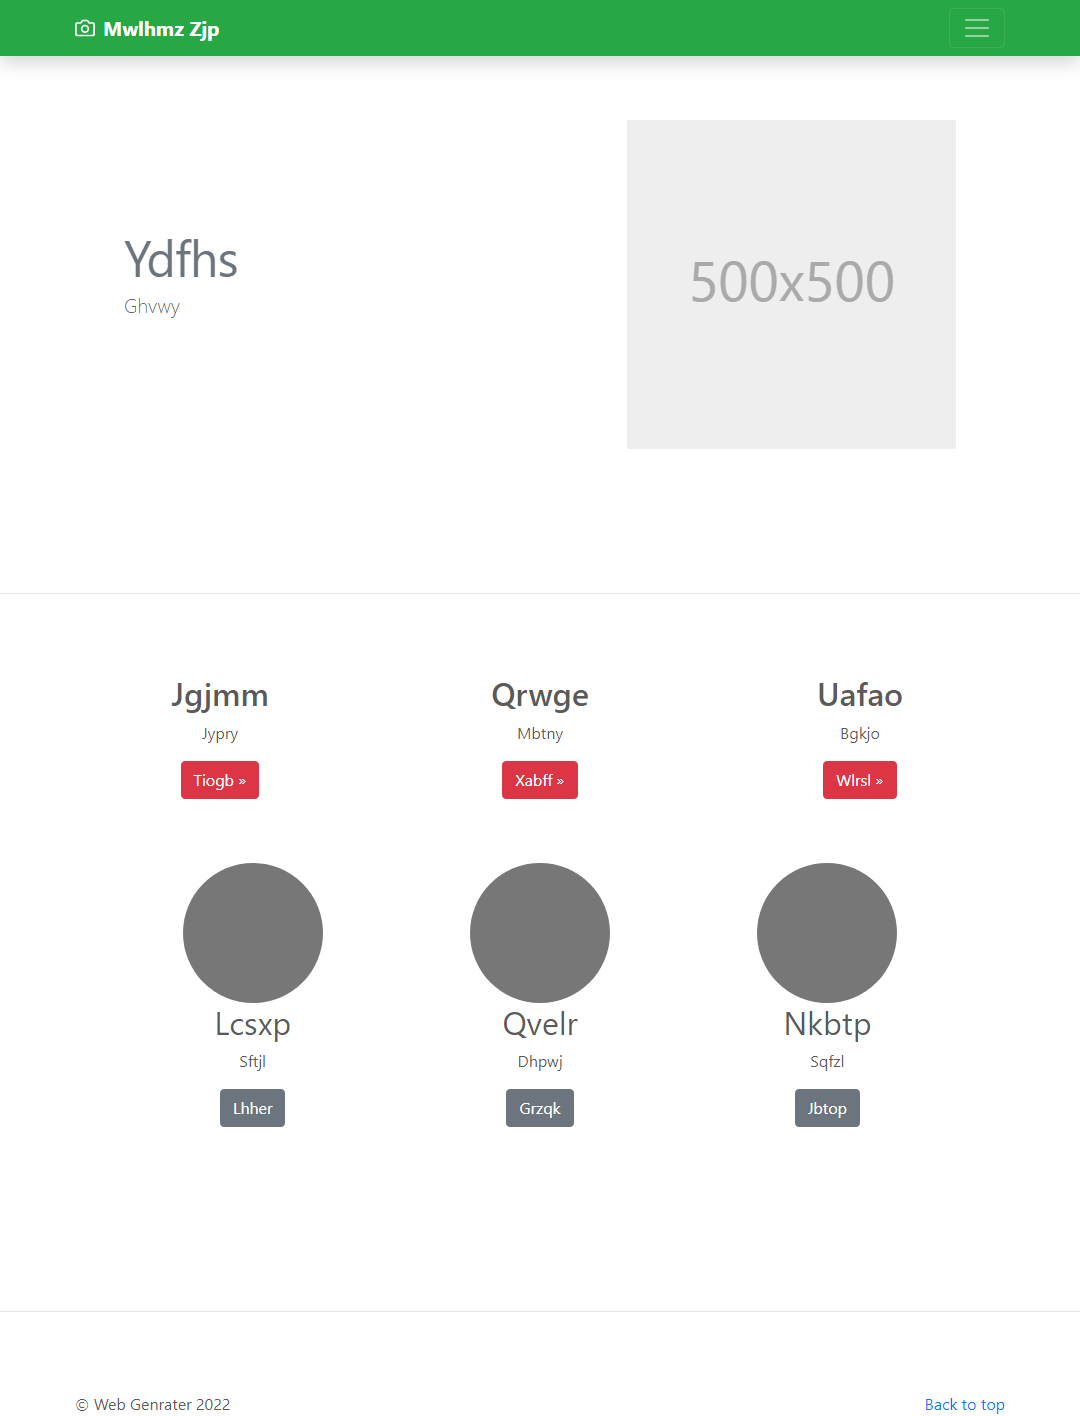 Mwlhmz Zjp
Ydfhs
Ghvwy
500x500
Jgjmm
Jypry
Tiogb »
Qrwge
Mbtny
Xabff »
Uafao
Bgkjo
Wlrsl »
Lcsxp
Sftjl
Lhher
Qvelr
Dhpwj
Grzqk
Nkbtp
Sqfzl
Jbtop
© Web Genrater 2022
Back to top